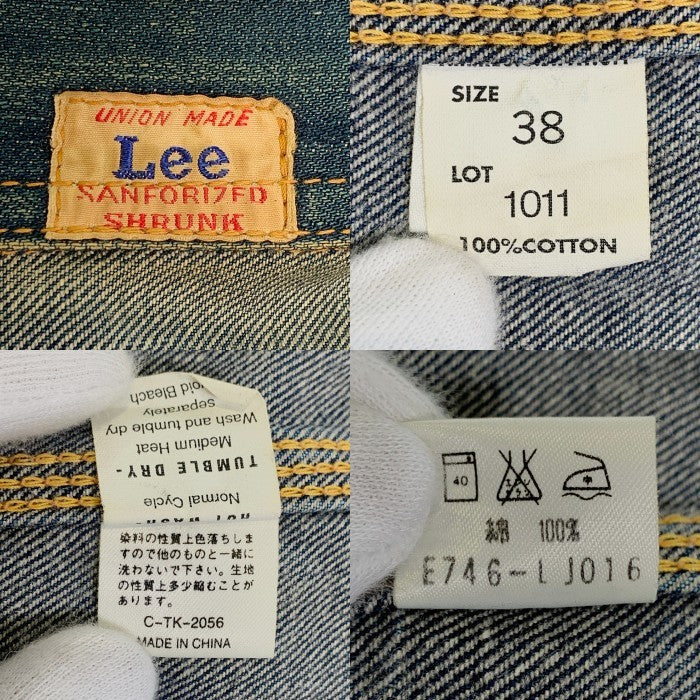 UNION MADE
Lee
SANFORIZED
SHRUNK
SIZE
38
LOT
1011
100%COTTON
HOT WASH-
Normal Cycle
TUMBLE DRY-
Medium Heat
Wash and tumble dry
separately
Bleach
染料の性質上色落ちしま
すので他のものと一緒に
洗わないで下さい。生地
の性質上多少縮むことが
あります。
C-TK-2056
MADE IN CHINA
40
綿 100%
E746-L J016